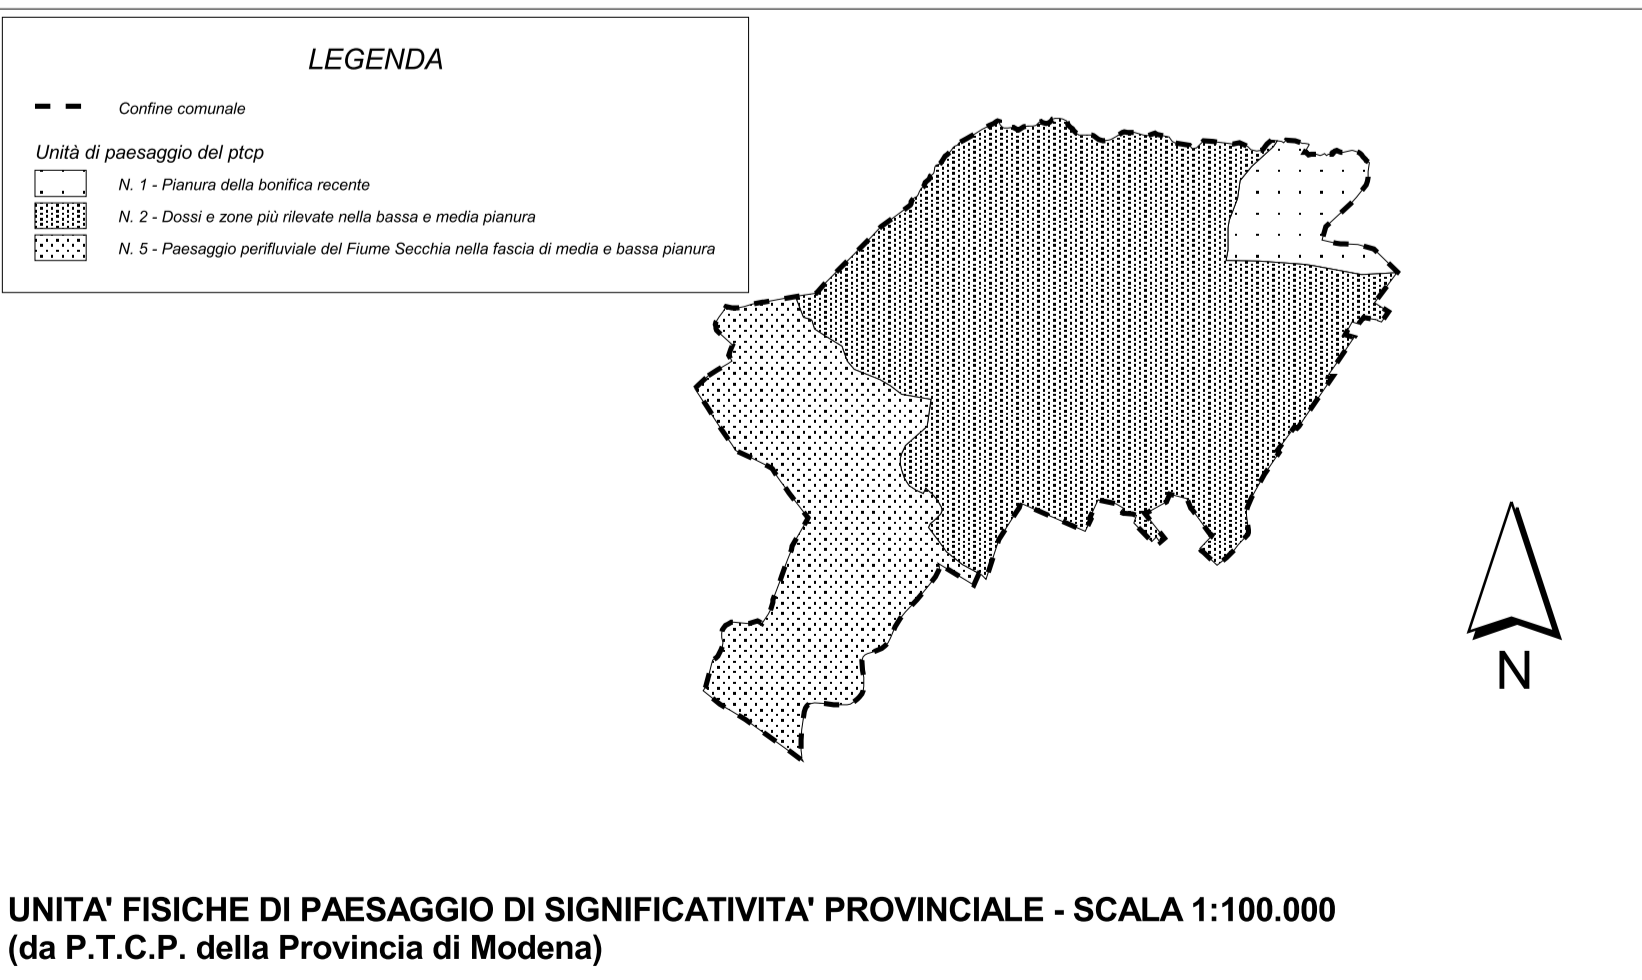 LEGENDA
Confine comunale
Unità di paesaggio del ptcp
N. 1 - Pianura della bonifica recente
N. 2 - Dossi e zone più rilevate nella bassa e media pianura
N. 5 - Paesaggio perifluviale del Fiume Secchia nella fascia di media e bassa pianura
N
UNITA' FISICHE DI PAESAGGIO DI SIGNIFICATIVITA' PROVINCIALE - SCALA 1:100.000
(da P.T.C.P. della Provincia di Modena)